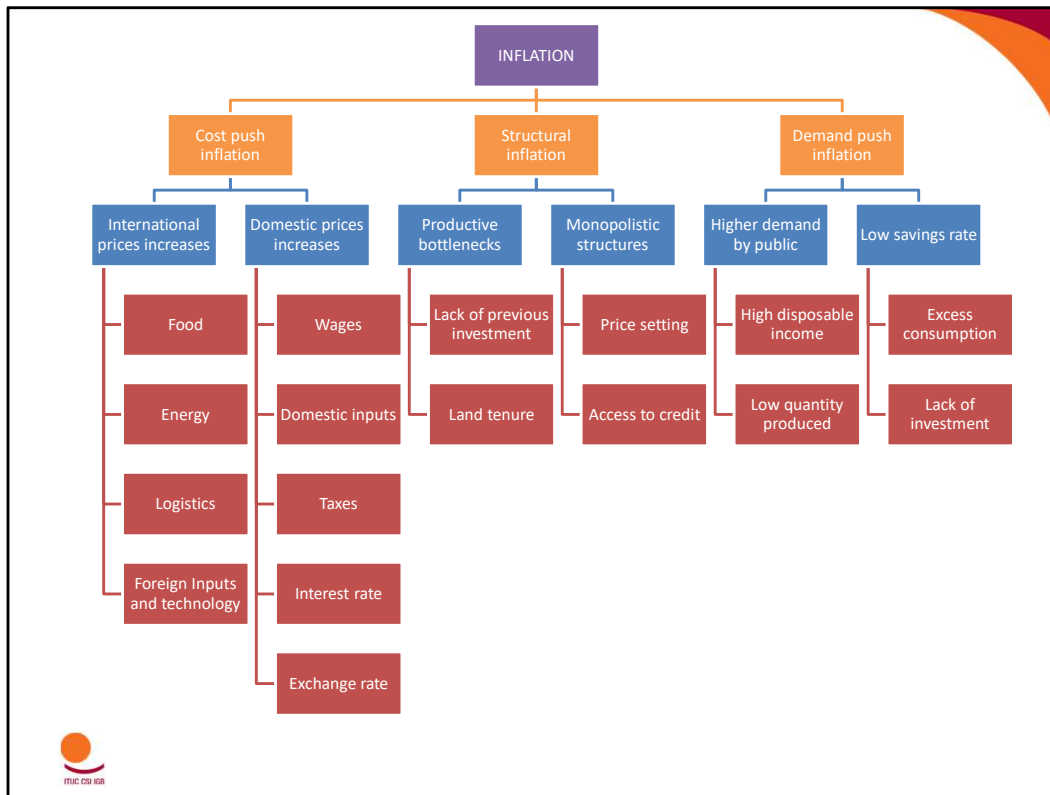 INFLATION
Cost push
inflation
Structural
inflation
Demand push
inflation
International
prices increases
Domestic prices
increases
Productive
bottlenecks
Monopolistic
structures
Higher demand
by public
Low savings rate
Food
Energy
Logistics
Foreign Inputs
and technology
Wages
Domestic inputs
Taxes
Interest rate
Exchange rate
Lack of previous
investment
Land tenure
Price setting
Access to credit
High disposable
income
Low quantity
produced
Excess
consumption
Lack of
investment
ITUC CSI IGB